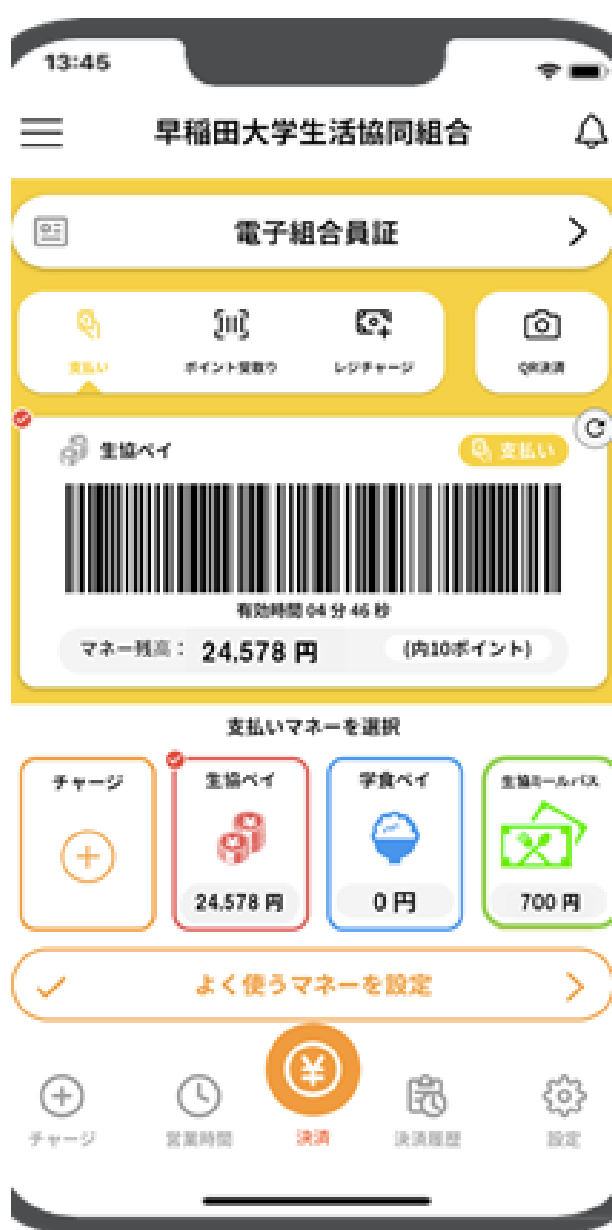 13:45
早稲田大学生活協同組合
電子組合員証
支払い
ポイント受取り
レジチャージ
QR決済
生協ペイ
支払い
有効時間 04 分 46 秒
マネー残高： 24,578 円 (内10ポイント)
支払いマネーを選択
チャージ
生協ペイ
24,578 円
学食ペイ
0 円
生協ミールパス
700 円
よく使うマネーを設定
チャージ
営業時間
決済
決済履歴
設定